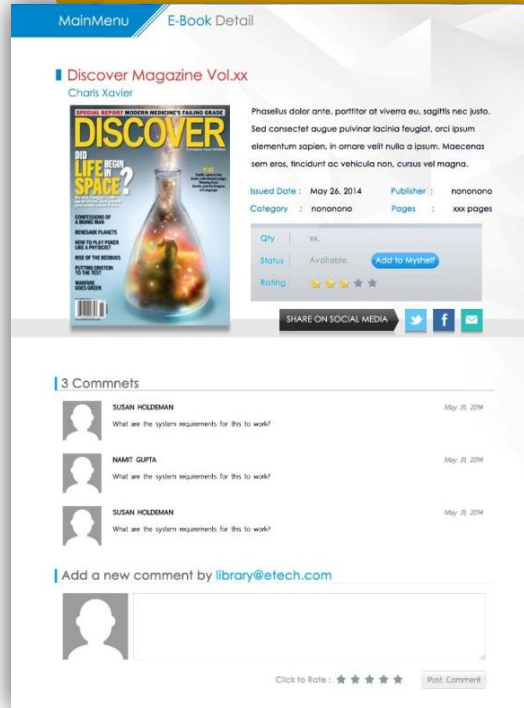 MainMenu
E-Book Detail
Discover Magazine Vol.xx
Charls Xavier
SPECIAL REPORT MODERN MEDICINE'S FAILING GRADE
DISCOVER
DID
LIFE BEGIN
IN
SPACE?
CONFESSIONS OF
A BIONIC MAN
RENEGADE PLANETS
HOW TO PLAY POKER
LIKE A PHYSICIST
RISE OF THE BEDBUGS
PUTTING EINSTEIN
TO THE TEST
WARFARE
GOES GREEN
Phasellus dolor ante, porttitor at viverra eu, sagittis nec justo.
Sed consectet augue pulvinar lacinia feugiat, orci ipsum
elementum sapien, in ornare velit nulla a ipsum. Maecenas
sem eros, tincidunt ac vehicula non, cursus vel magna.
Issued Date : May 26, 2014 Publisher : nononono
Category : nononono Pages : xxx pages
Qty xx.
Status Available. Add to Myshelf
Rating
SHARE ON SOCIAL MEDIA
3 Commnets
SUSAN HOLDEMAN May 31, 2014
What are the system requirements for this to work?
NAMIT GUPTA May 31, 2014
What are the system requirements for this to work?
SUSAN HOLDEMAN May 31, 2014
What are the system requirements for this to work?
Add a new comment by library@etech.com
Click to Rate : Post Comment